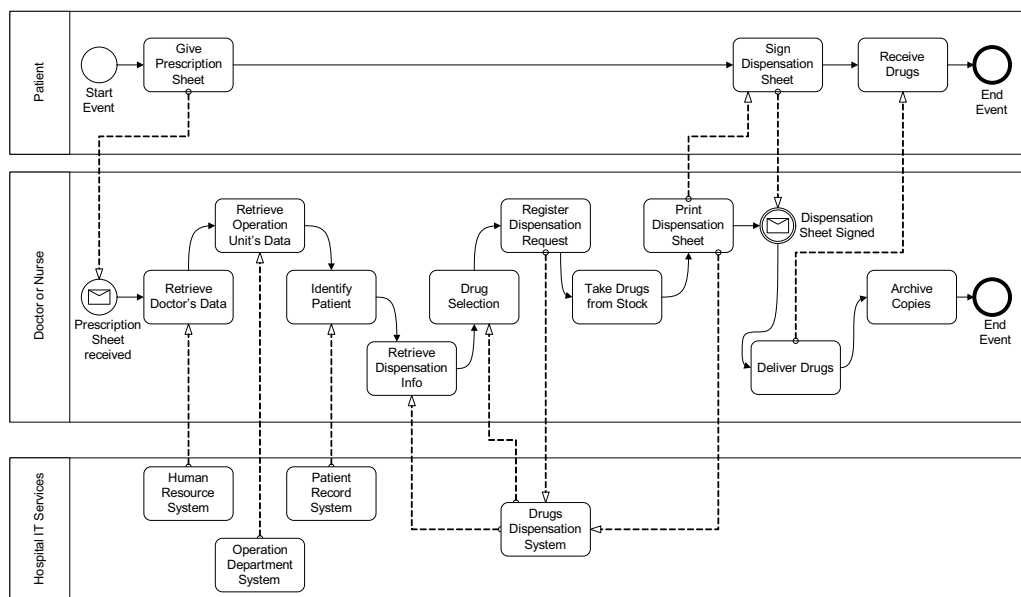 Patient
Start
Event
Give
Prescription
Sheet
Sign
Dispensation
Sheet
Receive
Drugs
End
Event
Doctor or Nurse
Prescription
Sheet
received
Retrieve
Doctor's Data
Retrieve
Operation
Unit's Data
Identify
Patient
Retrieve
Dispensation
Info
Drug
Selection
Register
Dispensation
Request
Take Drugs
from Stock
Print
Dispensation
Sheet
Dispensation
Sheet Signed
Deliver Drugs
Archive
Copies
End
Event
Hospital IT Services
Human
Resource
System
Operation
Department
System
Patient
Record
System
Drugs
Dispensation
System